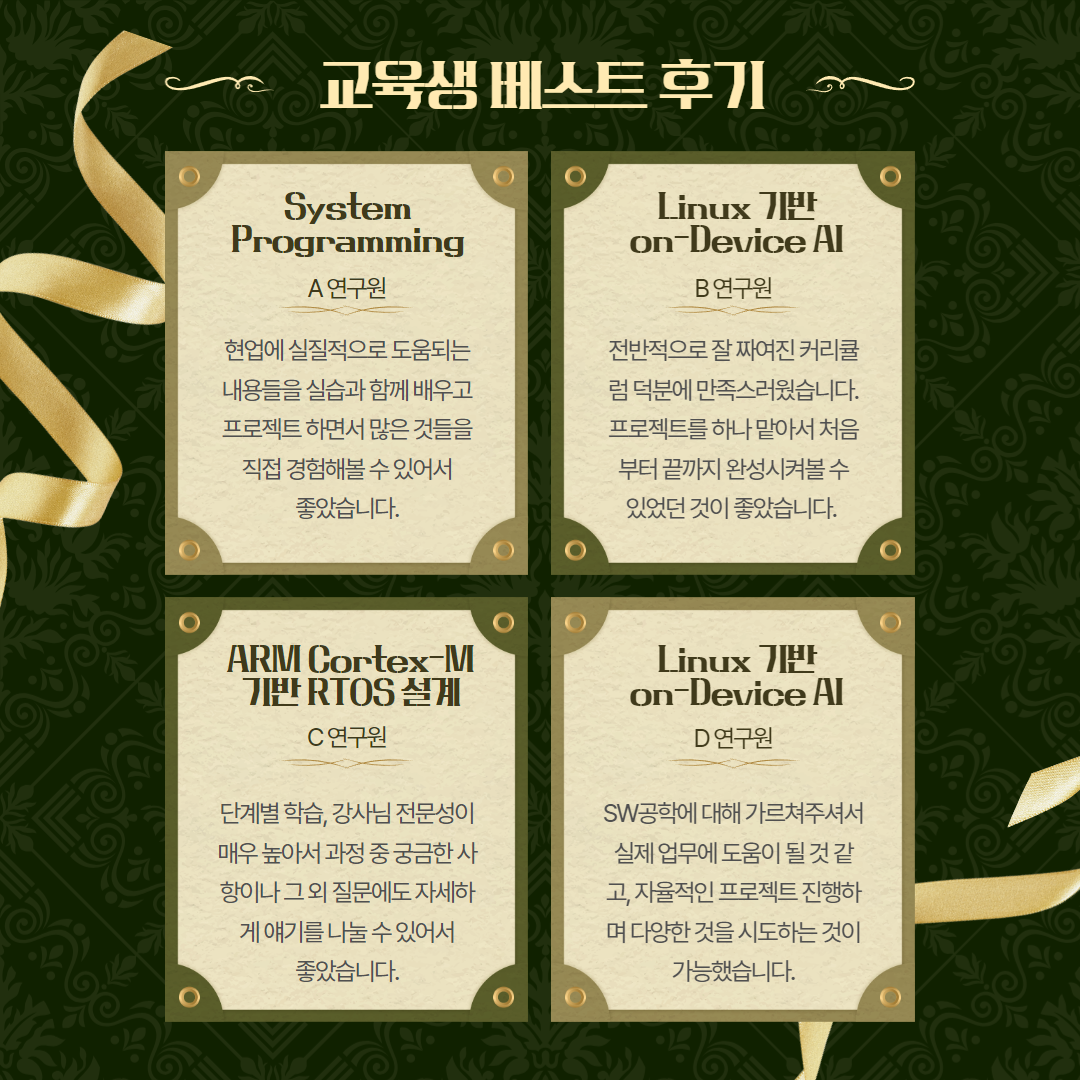 교육생 베스트 후기
System
Programming
A 연구원
현업에 실질적으로 도움되는
내용들을 실습과 함께 배우고
프로젝트 하면서 많은 것들을
직접 경험해볼 수 있어서
좋았습니다.
Linux 기반
on-Device AI
B 연구원
전반적으로 잘 짜여진 커리큘
럼 덕분에 만족스러웠습니다.
프로젝트를 하나 맡아서 처음
부터 끝까지 완성시켜볼 수
있었던 것이 좋았습니다.
ARM Cortex-M
기반 RTOS 설계
C 연구원
단계별 학습, 강사님 전문성이
매우 높아서 과정 중 궁금한 사
항이나 그 외 질문에도 자세하
게 얘기를 나눌 수 있어서
좋았습니다.
Linux 기반
on-Device AI
D 연구원
SW공학에 대해 가르쳐주셔서
실제 업무에 도움이 될 것 같
고, 자율적인 프로젝트 진행하
며 다양한 것을 시도하는 것이
가능했습니다.